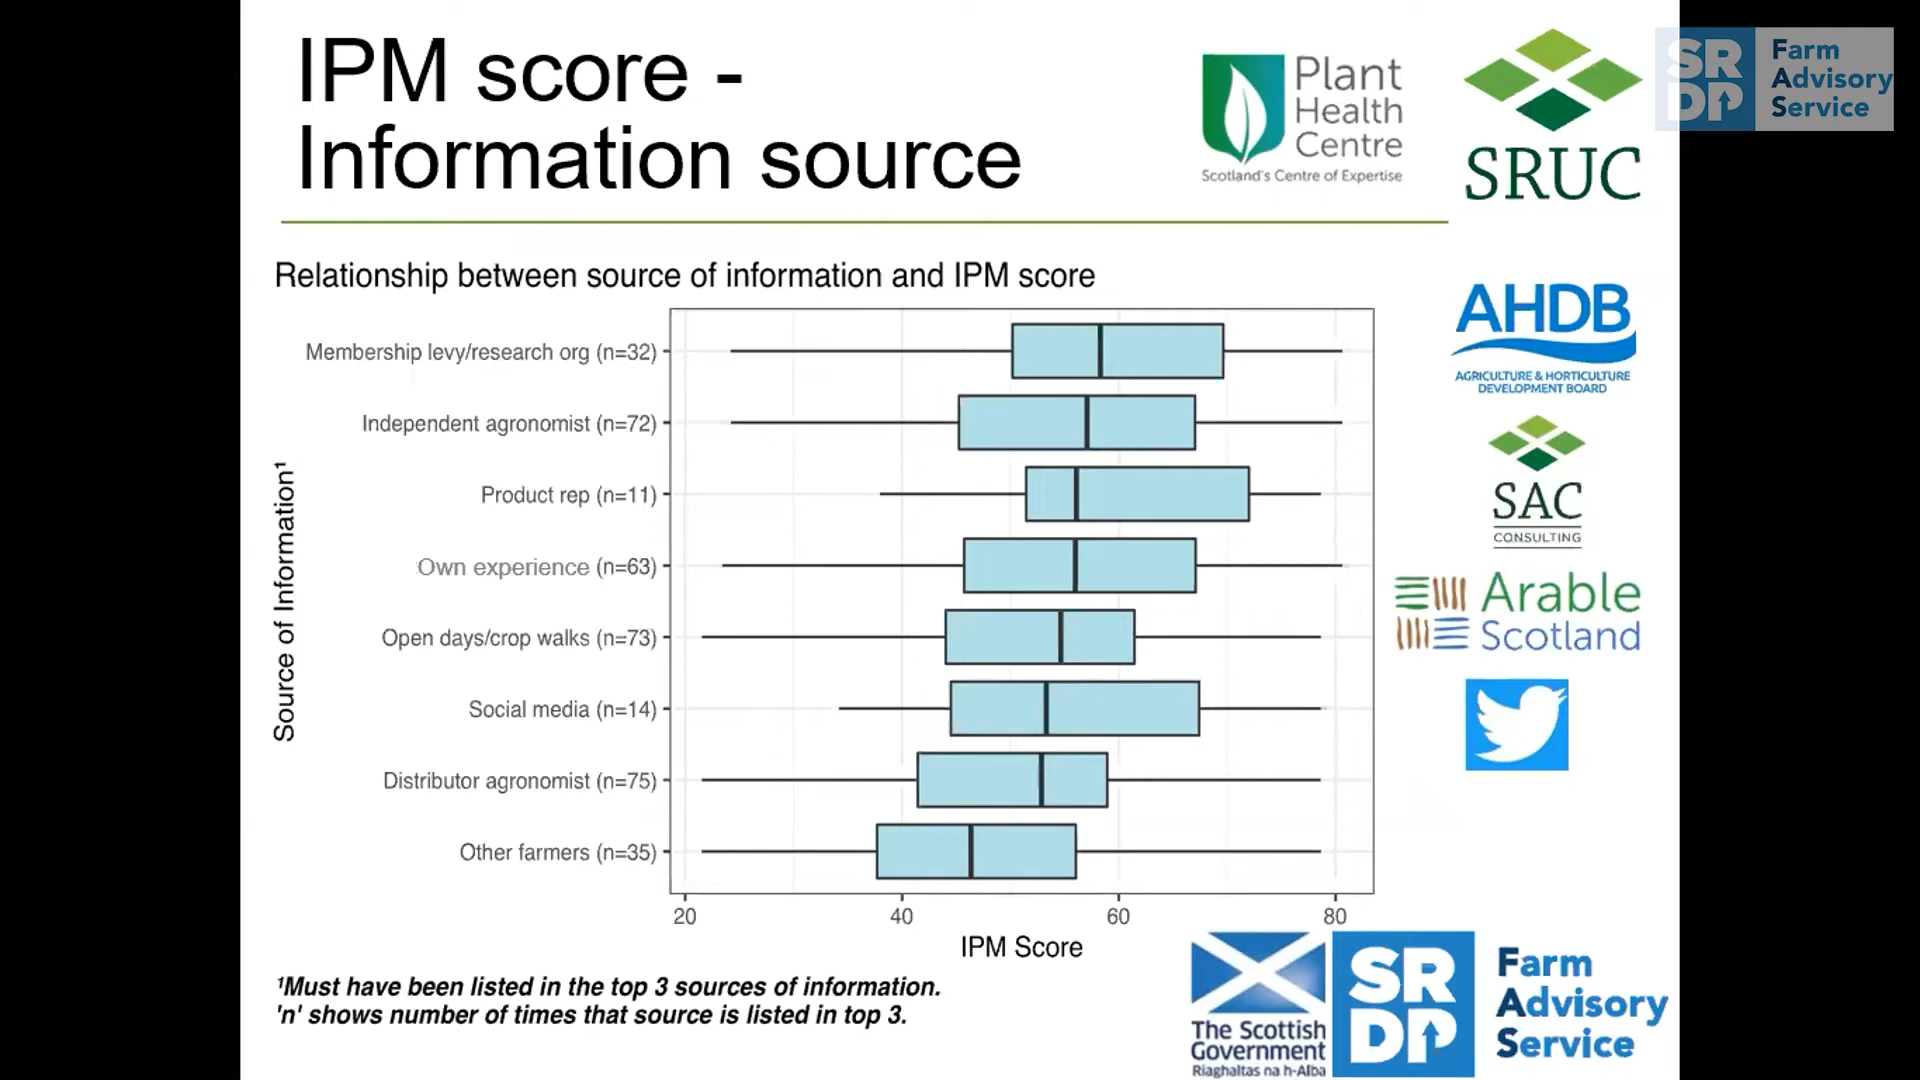 IPM score -
Information source
Plant
Health
Centre
Scotland's Centre of Expertise
SRUC
SR
DP
Farm
Advisory
Service
Relationship between source of information and IPM score
AHDB
AGRICULTURE & HORTICULTURE
DEVELOPMENT BOARD
SAC
CONSULTING
Arable
Scotland
Source of Information¹
Membership levy/research org (n=32)
Independent agronomist (n=72)
Product rep (n=11)
Own experience (n=63)
Open days/crop walks (n=73)
Social media (n=14)
Distributor agronomist (n=75)
Other farmers (n=35)
20 40 60 80
IPM Score
¹Must have been listed in the top 3 sources of information.
'n' shows number of times that source is listed in top 3.
The Scottish
Government
Riaghaltas na h-Alba
SR
DP
Farm
Advisory
Service